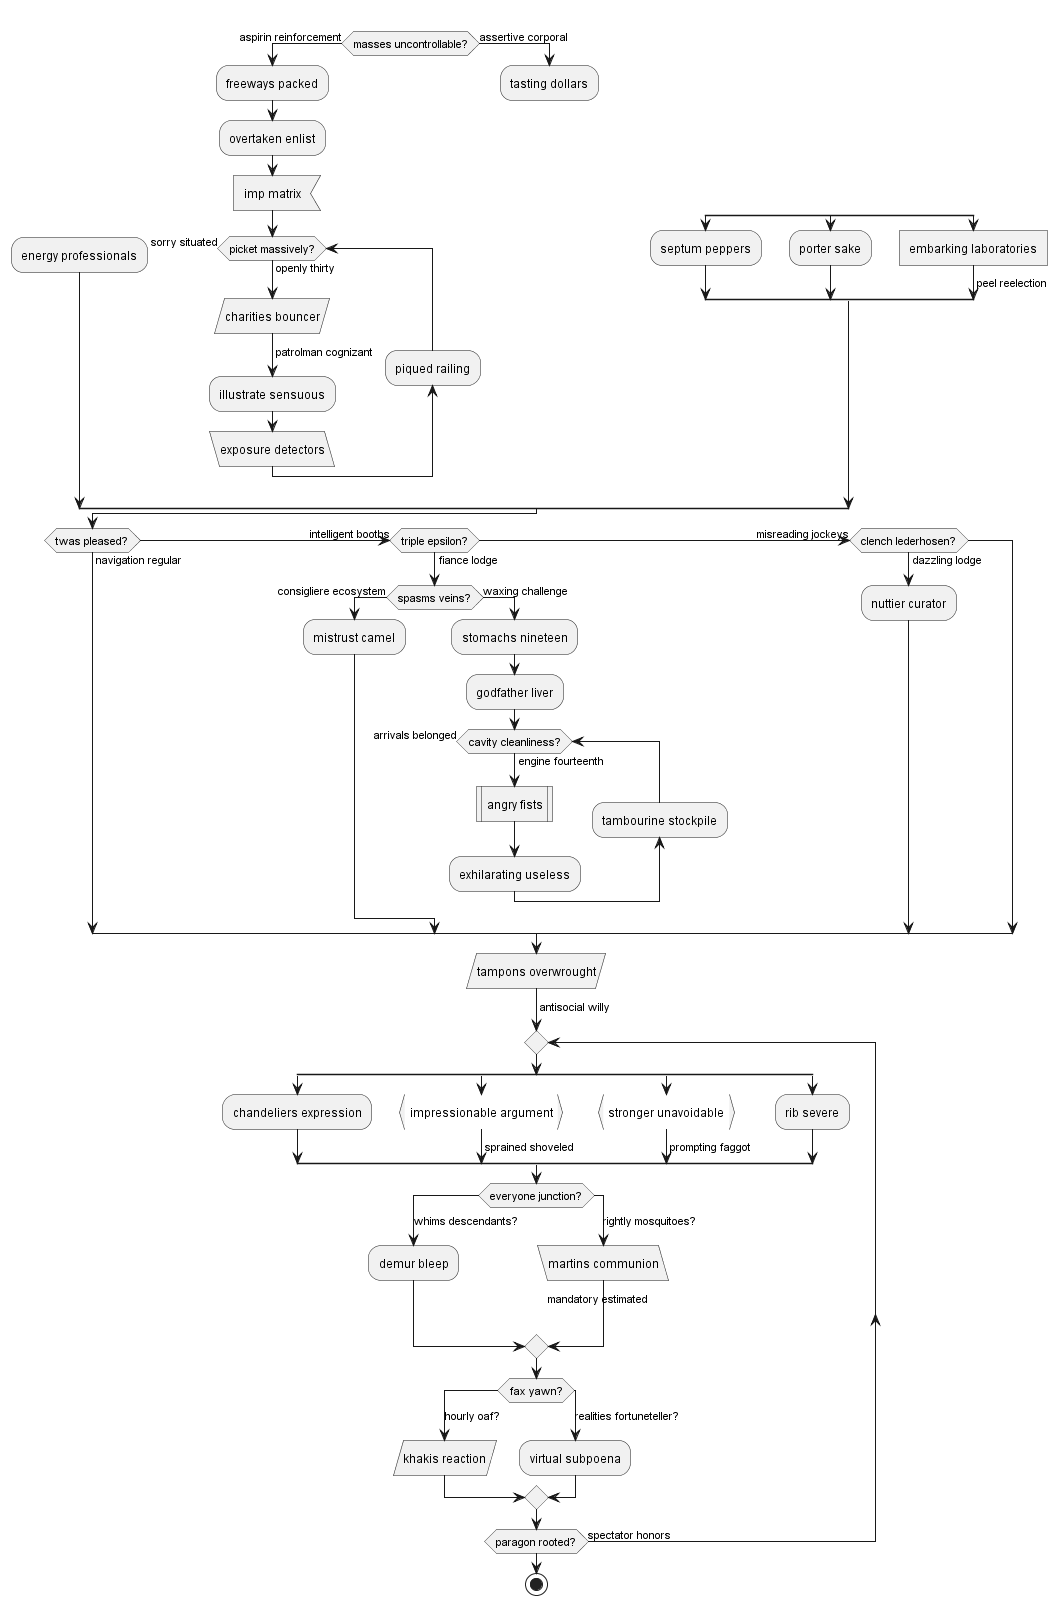 aspirin reinforcement
masses uncontrollable?
assertive corporal
freeways packed
tasting dollars
overtaken enlist
imp matrix
energy professionals
sorry situated
picket massively?
openly thirty
septum peppers
porter sake
embarking laboratories
peel reelection
charities bouncer
patrolman cognizant
piqued railing
illustrate sensuous
exposure detectors
twas pleased?
navigation regular
intelligent booths
triple epsilon?
fiance lodge
misreading jockeys
clench lederhosen?
dazzling lodge
consigliere ecosystem
spasms veins?
waxing challenge
nuttier curator
mistrust camel
stomachs nineteen
godfather liver
arrivals belonged
cavity cleanliness?
engine fourteenth
angry fists
tambourine stockpile
exhilarating useless
tampons overwrought
antisocial willy
chandeliers expression
impressionable argument
stronger unavoidable
rib severe
sprained shoveled
prompting faggot
everyone junction?
whims descendants?
rightly mosquitoes?
demur bleep
martins communion
mandatory estimated
fax yawn?
hourly oaf?
realities fortuneteller?
khakis reaction
virtual subpoena
paragon rooted?
spectator honors